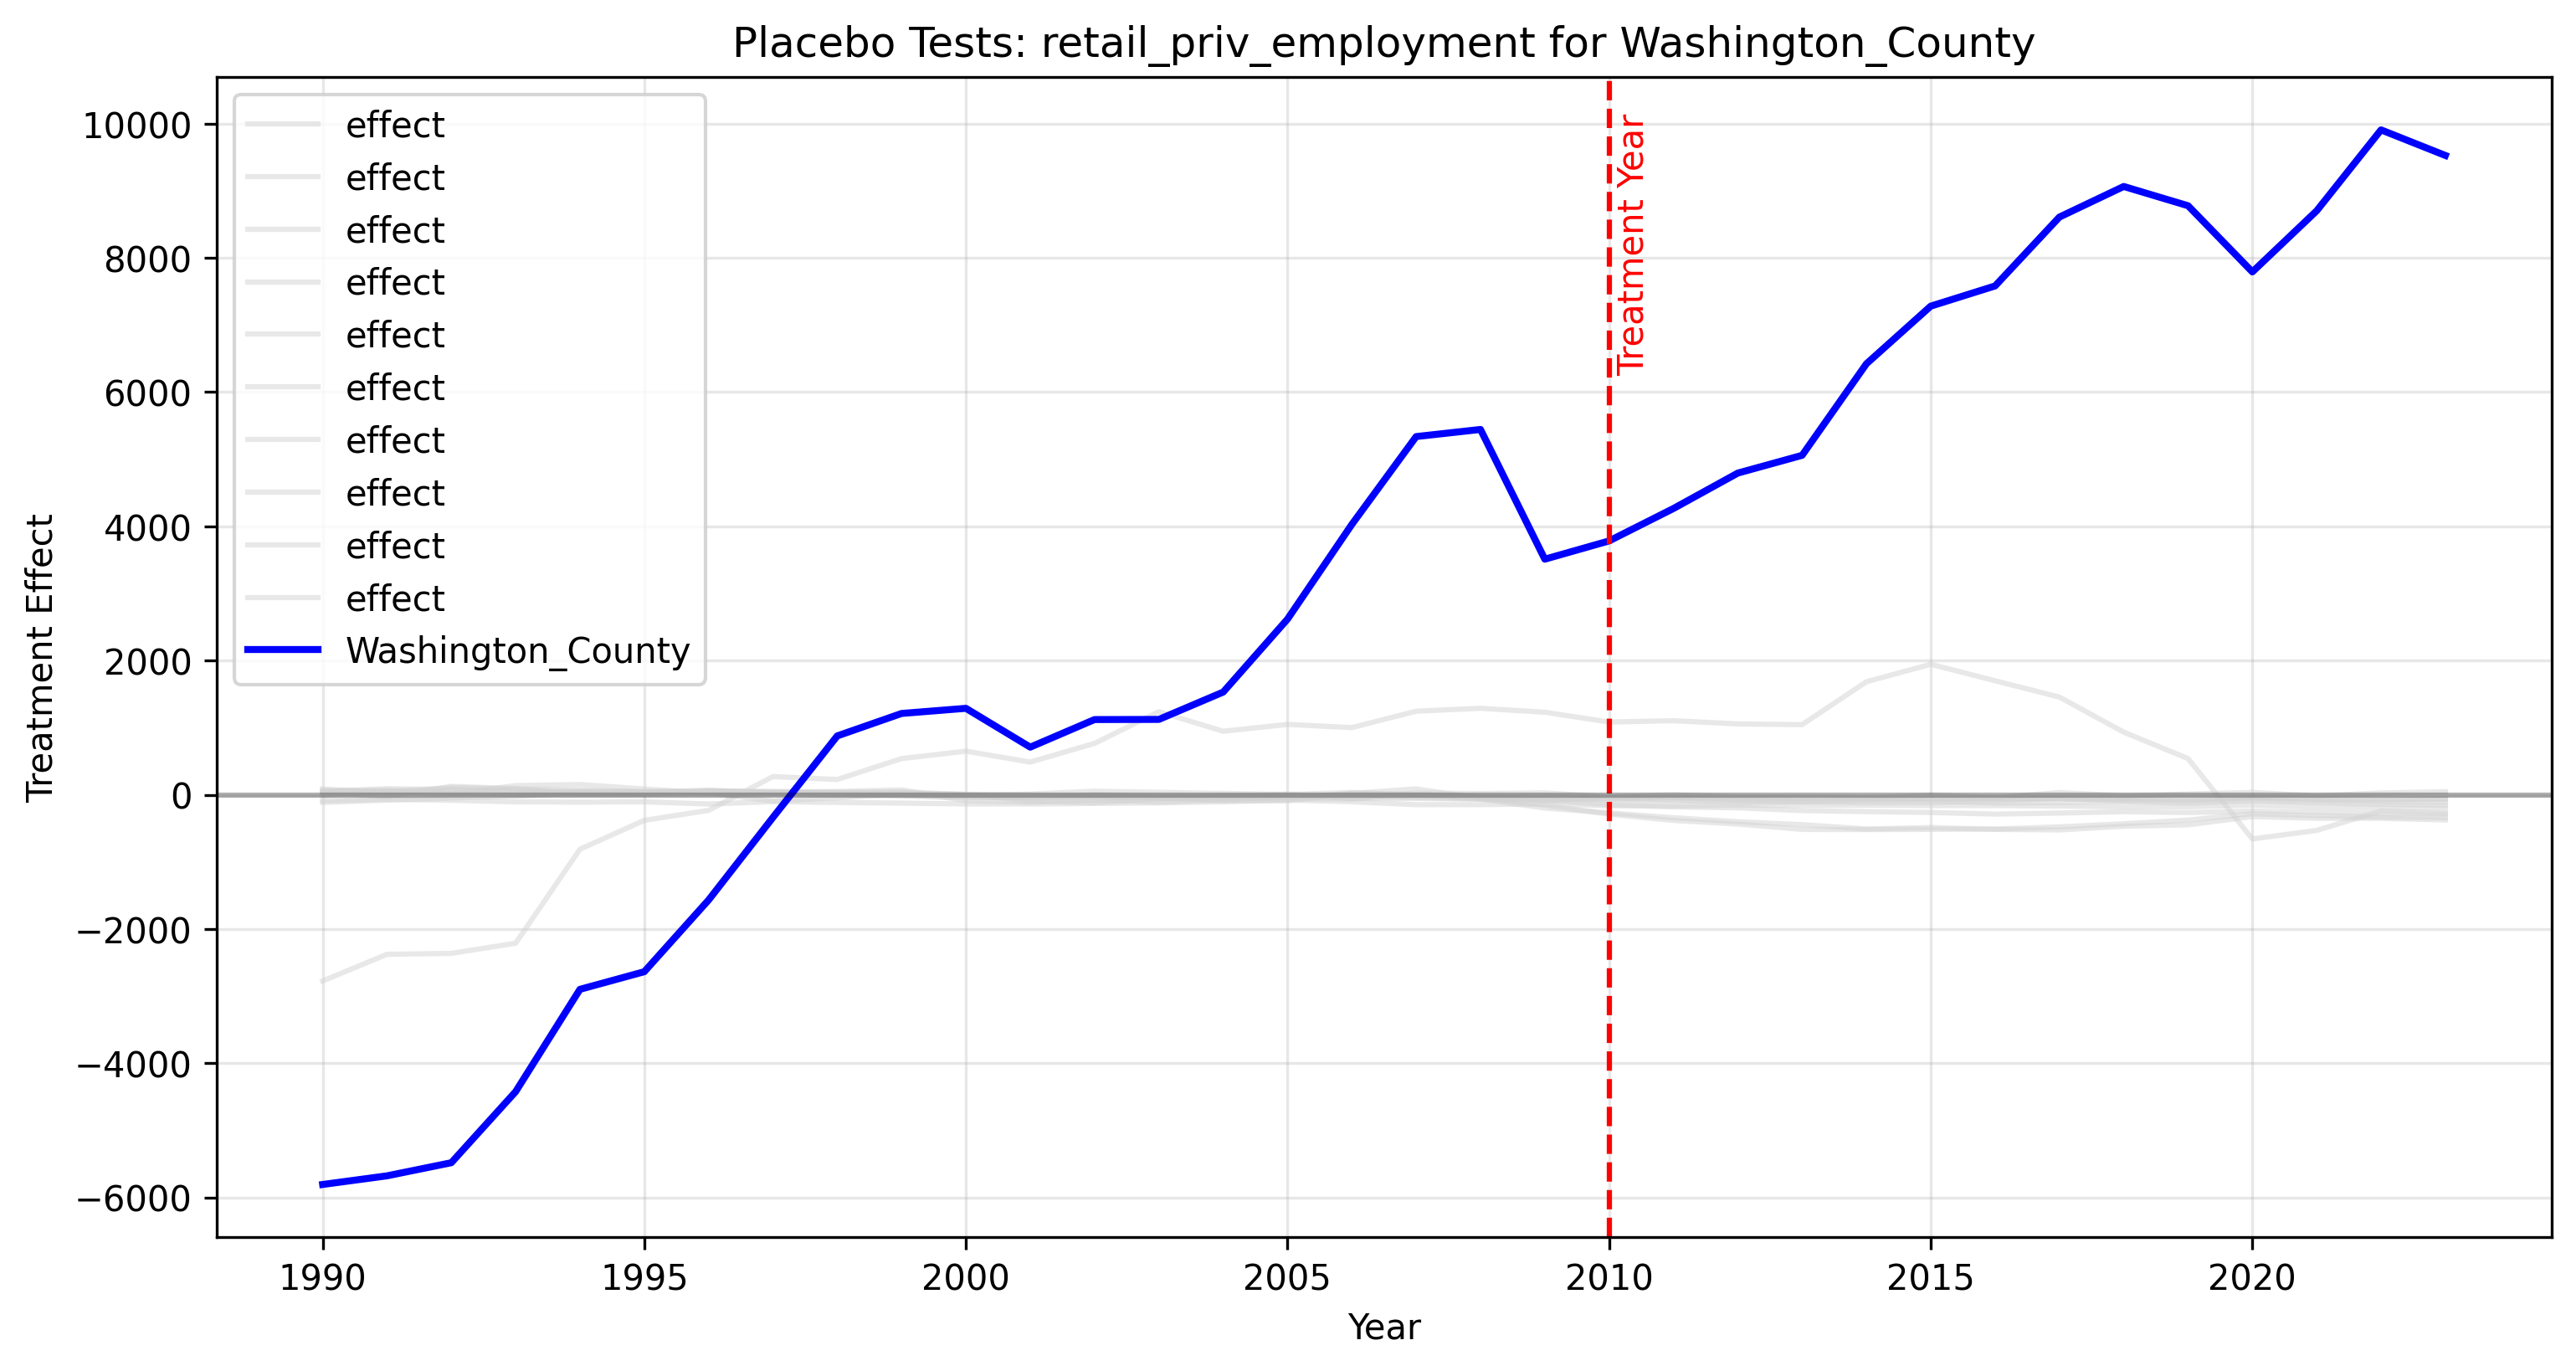 Placebo Tests: retail_priv_employment for Washington_County
effect
effect
effect
effect
effect
effect
effect
effect
effect
effect
Washington_County
Treatment Year
Treatment Effect
10000
8000
6000
4000
2000
0
−2000
−4000
−6000
1990
1995
2000
2005
2010
2015
2020
Year